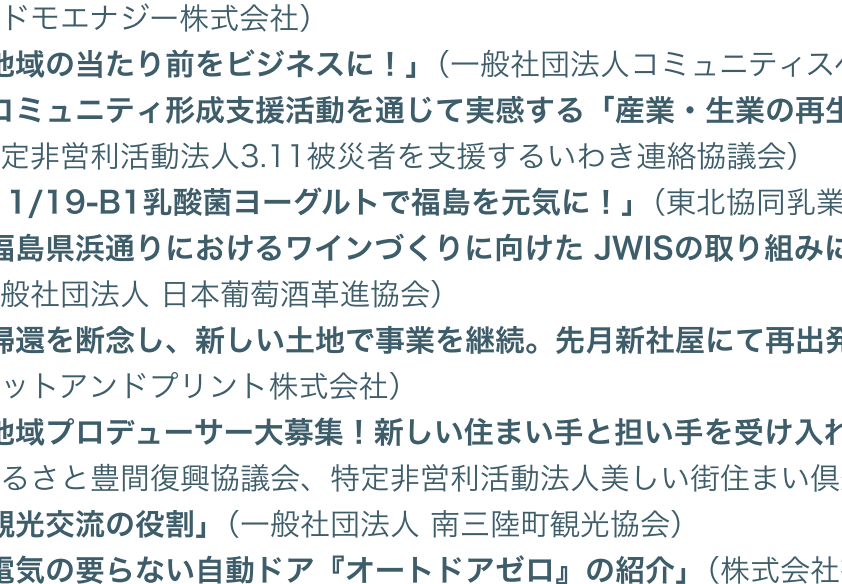 ドモエナジー株式会社）
地域の当たり前をビジネスに！」（一般社団法人コミュニティス
コミュニティ形成支援活動を通じて実感する「産業・生業の再生
定非営利活動法人3.11被災者を支援するいわき連絡協議会）
11/19-B1乳酸菌ヨーグルトで福島を元気に！」（東北協同乳業
福島県浜通りにおけるワインづくりに向けた JWISの取り組みに
般社団法人 日本葡萄酒革進協会）
帰還を断念し、新しい土地で事業を継続。先月新社屋にて再出発
ットアンドプリント株式会社）
地域プロデューサー大募集！新しい住まい手と担い手を受け入れ
るさと豊間復興協議会、特定非営利活動法人美しい街住まい倶
観光交流の役割」（一般社団法人 南三陸町観光協会）
電気の要らない自動ドア『オートドアゼロ』の紹介」（株式会社